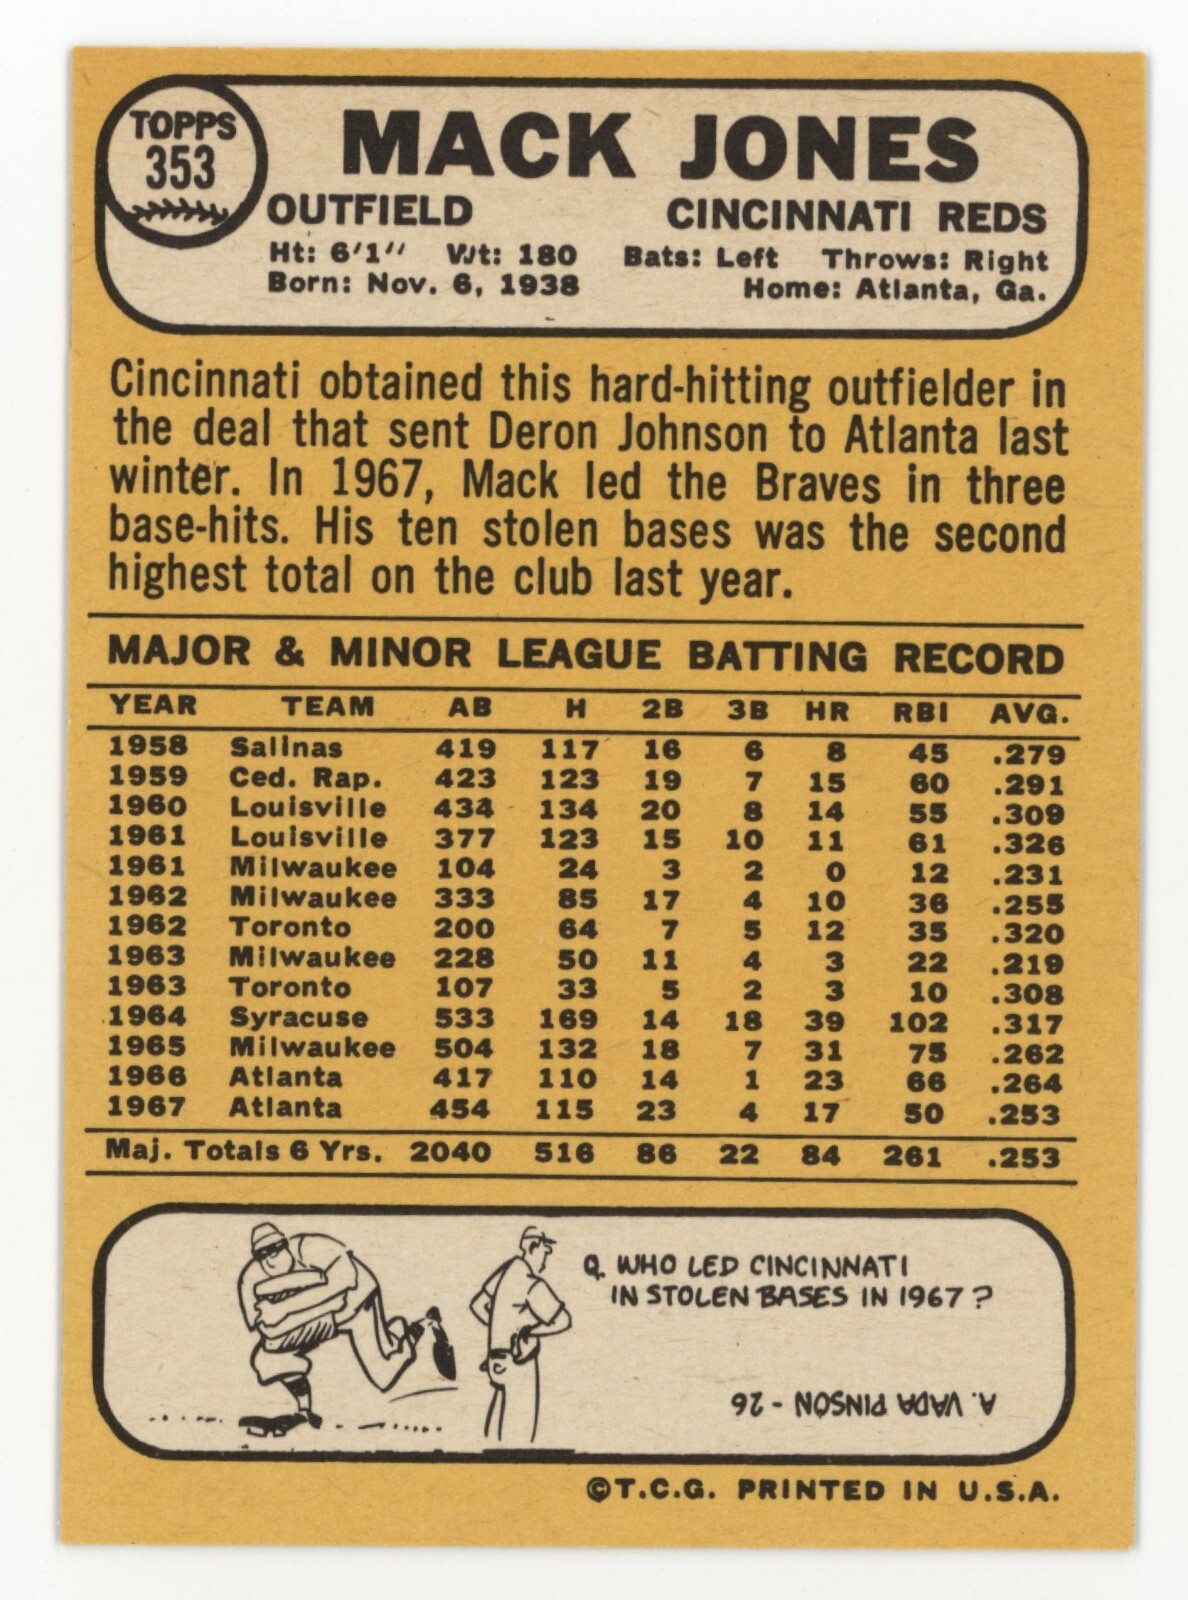 TOPPS
353
MACK JONES
OUTFIELD CINCINNATI REDS
Ht: 6'1" Wt: 180 Bats: Left Throws: Right
Born: Nov. 6, 1938 Home: Atlanta, Ga.
Cincinnati obtained this hard-hitting outfielder in
the deal that sent Deron Johnson to Atlanta last
winter. In 1967, Mack led the Braves in three
base-hits. His ten stolen bases was the second
highest total on the club last year.
MAJOR & MINOR LEAGUE BATTING RECORD
YEAR TEAM AB H 2B 3B HR RBI AVG.
1958 Salinas 419 117 16 6 8 45 .279
1959 Ced. Rap. 423 123 19 7 15 60 .291
1960 Louisville 434 134 20 8 14 55 .309
1961 Louisville 377 123 15 10 11 61 .326
1961 Milwaukee 104 24 3 2 0 12 .231
1962 Milwaukee 333 85 17 4 10 36 .255
1962 Toronto 200 64 7 5 12 35 .320
1963 Milwaukee 228 50 11 4 3 22 .219
1963 Toronto 107 33 5 2 3 10 .308
1964 Syracuse 533 169 14 18 39 102 .317
1965 Milwaukee 504 132 18 7 31 75 .262
1966 Atlanta 417 110 14 1 23 66 .264
1967 Atlanta 454 115 23 4 17 50 .253
Maj. Totals 6 Yrs. 2040 516 86 22 84 261 .253
Q. WHO LED CINCINNATI
IN STOLEN BASES IN 1967?
A. VADA PINSON - 26
©T.C.G. PRINTED IN U.S.A.